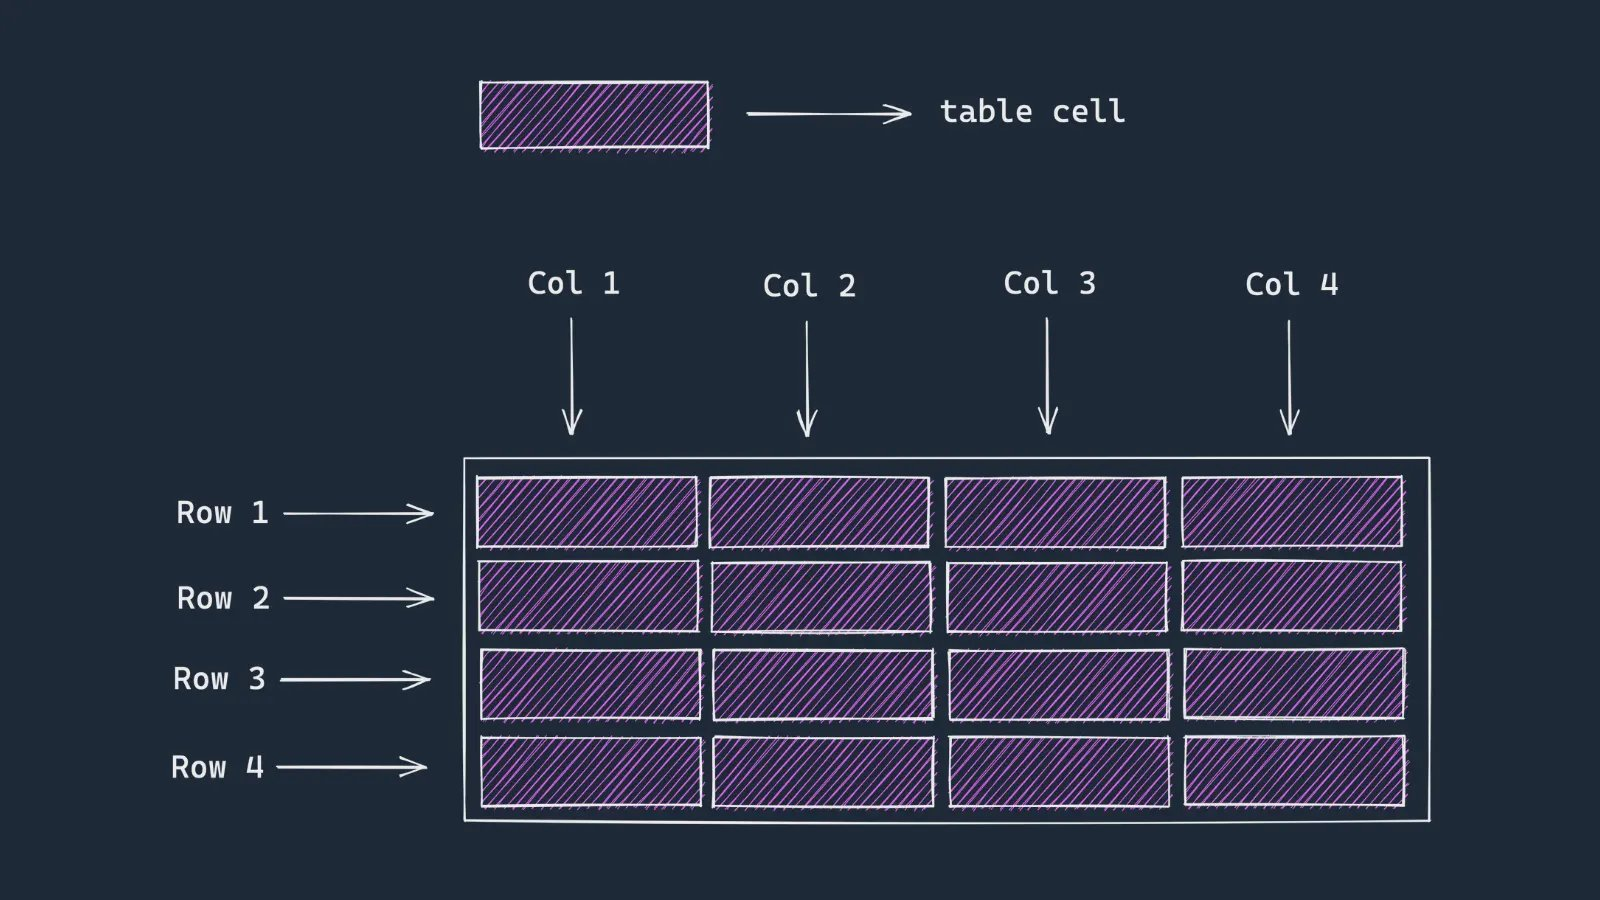 table cell
Col 1
Col 2
Col 3
Col 4
Row 1
Row 2
Row 3
Row 4